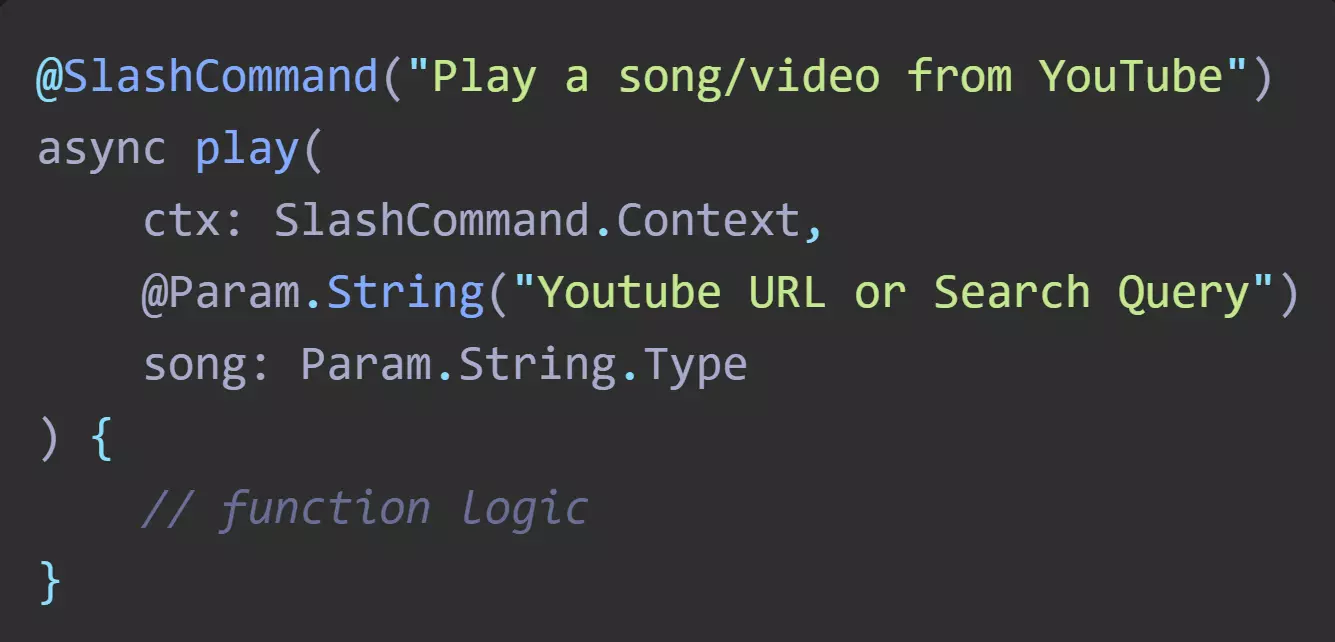 @SlashCommand("Play a song/video from YouTube")
async play(
    ctx: SlashCommand.Context,
    @Param.String("Youtube URL or Search Query")
    song: Param.String.Type
) {
    // function logic
}